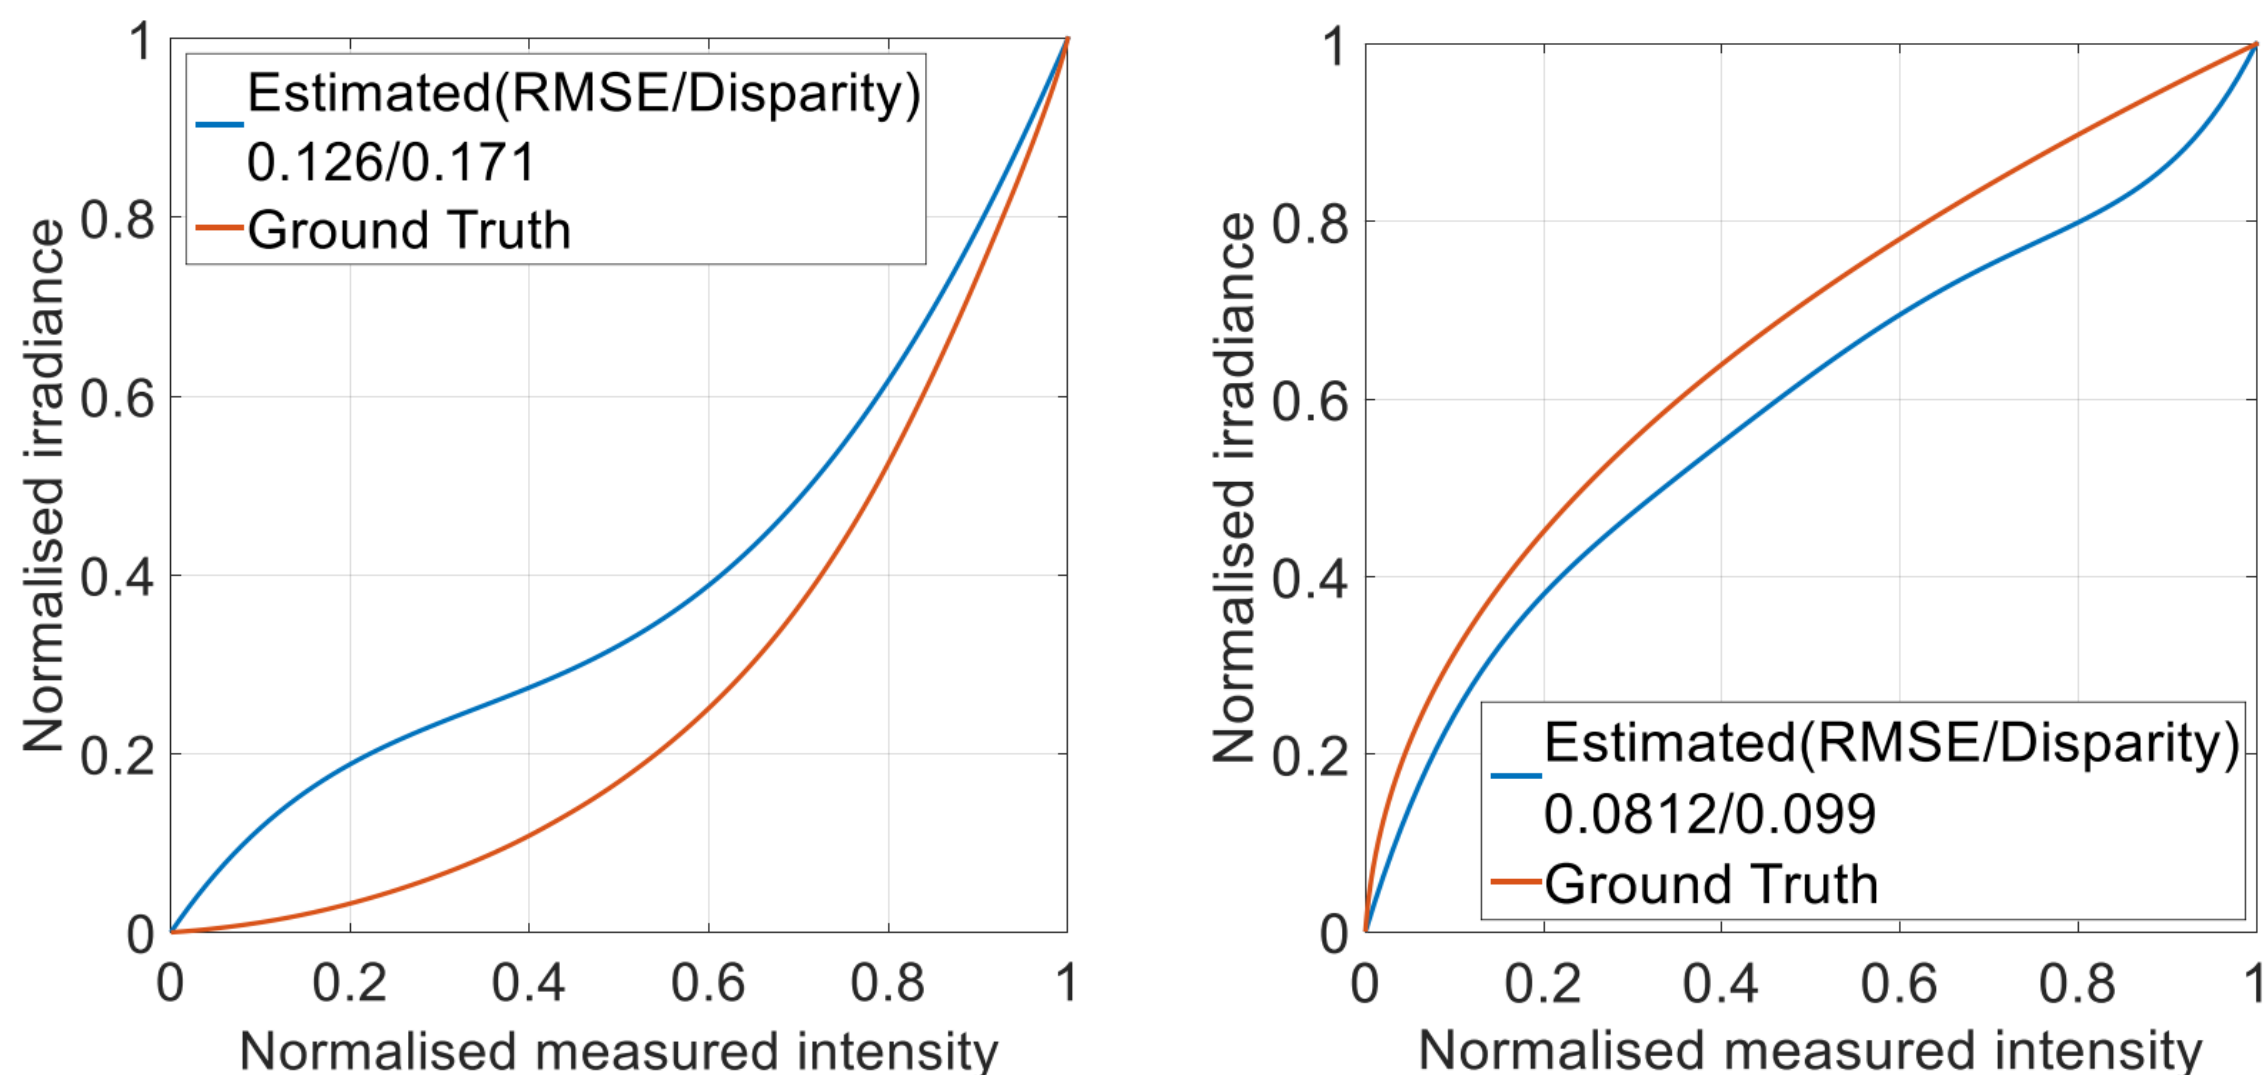 1
0.8
0.6
0.4
0.2
0
Normalised irradiance
Estimated(RMSE/Disparity)
0.126/0.171
Ground Truth
0 0.2 0.4 0.6 0.8 1
Normalised measured intensity
1
0.8
0.6
0.4
0.2
0
Normalised irradiance
Estimated(RMSE/Disparity)
0.0812/0.099
Ground Truth
0 0.2 0.4 0.6 0.8 1
Normalised measured intensity